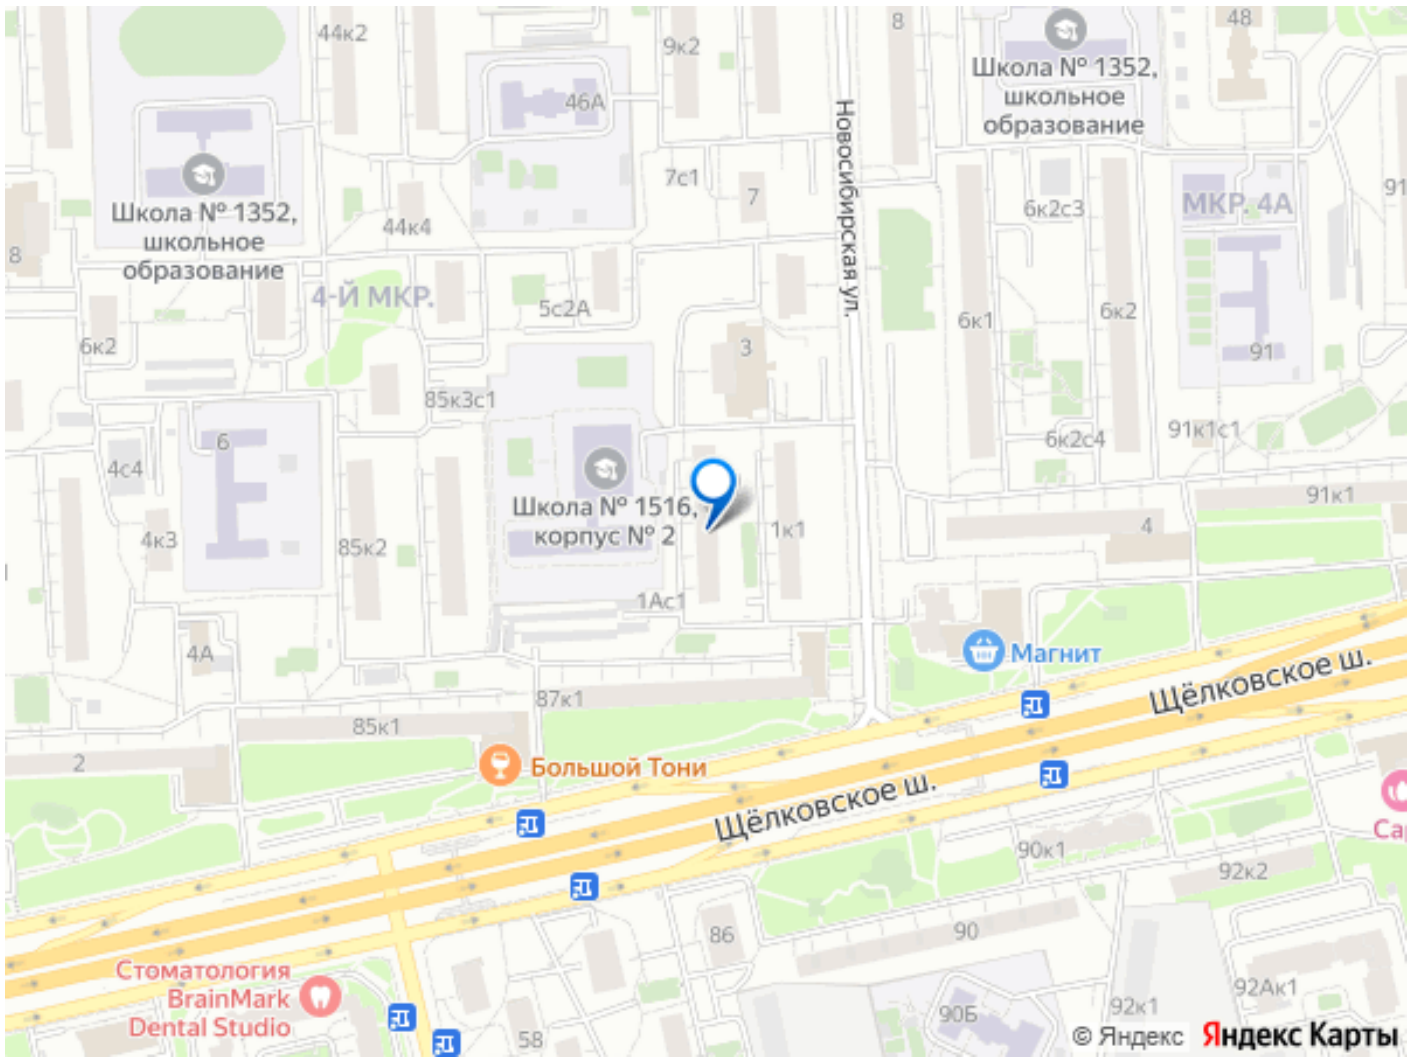 44к2
9к2
8
48
Школа № 1352,
школьное
образование
46А
Новосибирская ул.
Школа № 1352,
школьное
образование
7с1
7
6к2с3
МКР. 4А
91
44к4
8
4-Й МКР.
5с2А
6к1
6к2
6к2
3
91
85к3с1
6
6к2с4
91к1с1
4с4
Школа № 1516,
корпус № 2
91к1
4к3
85к2
1к1
4
1Ас1
4А
Магнит
Щёлковское ш.
87к1
85к1
2
Большой Тони
Щёлковское ш.
Сар
90к1
92к2
86
90
Стоматология
BrainMark
Dental Studio
92Ак1
92к1
90Б
58
© Яндекс Яндекс Карты